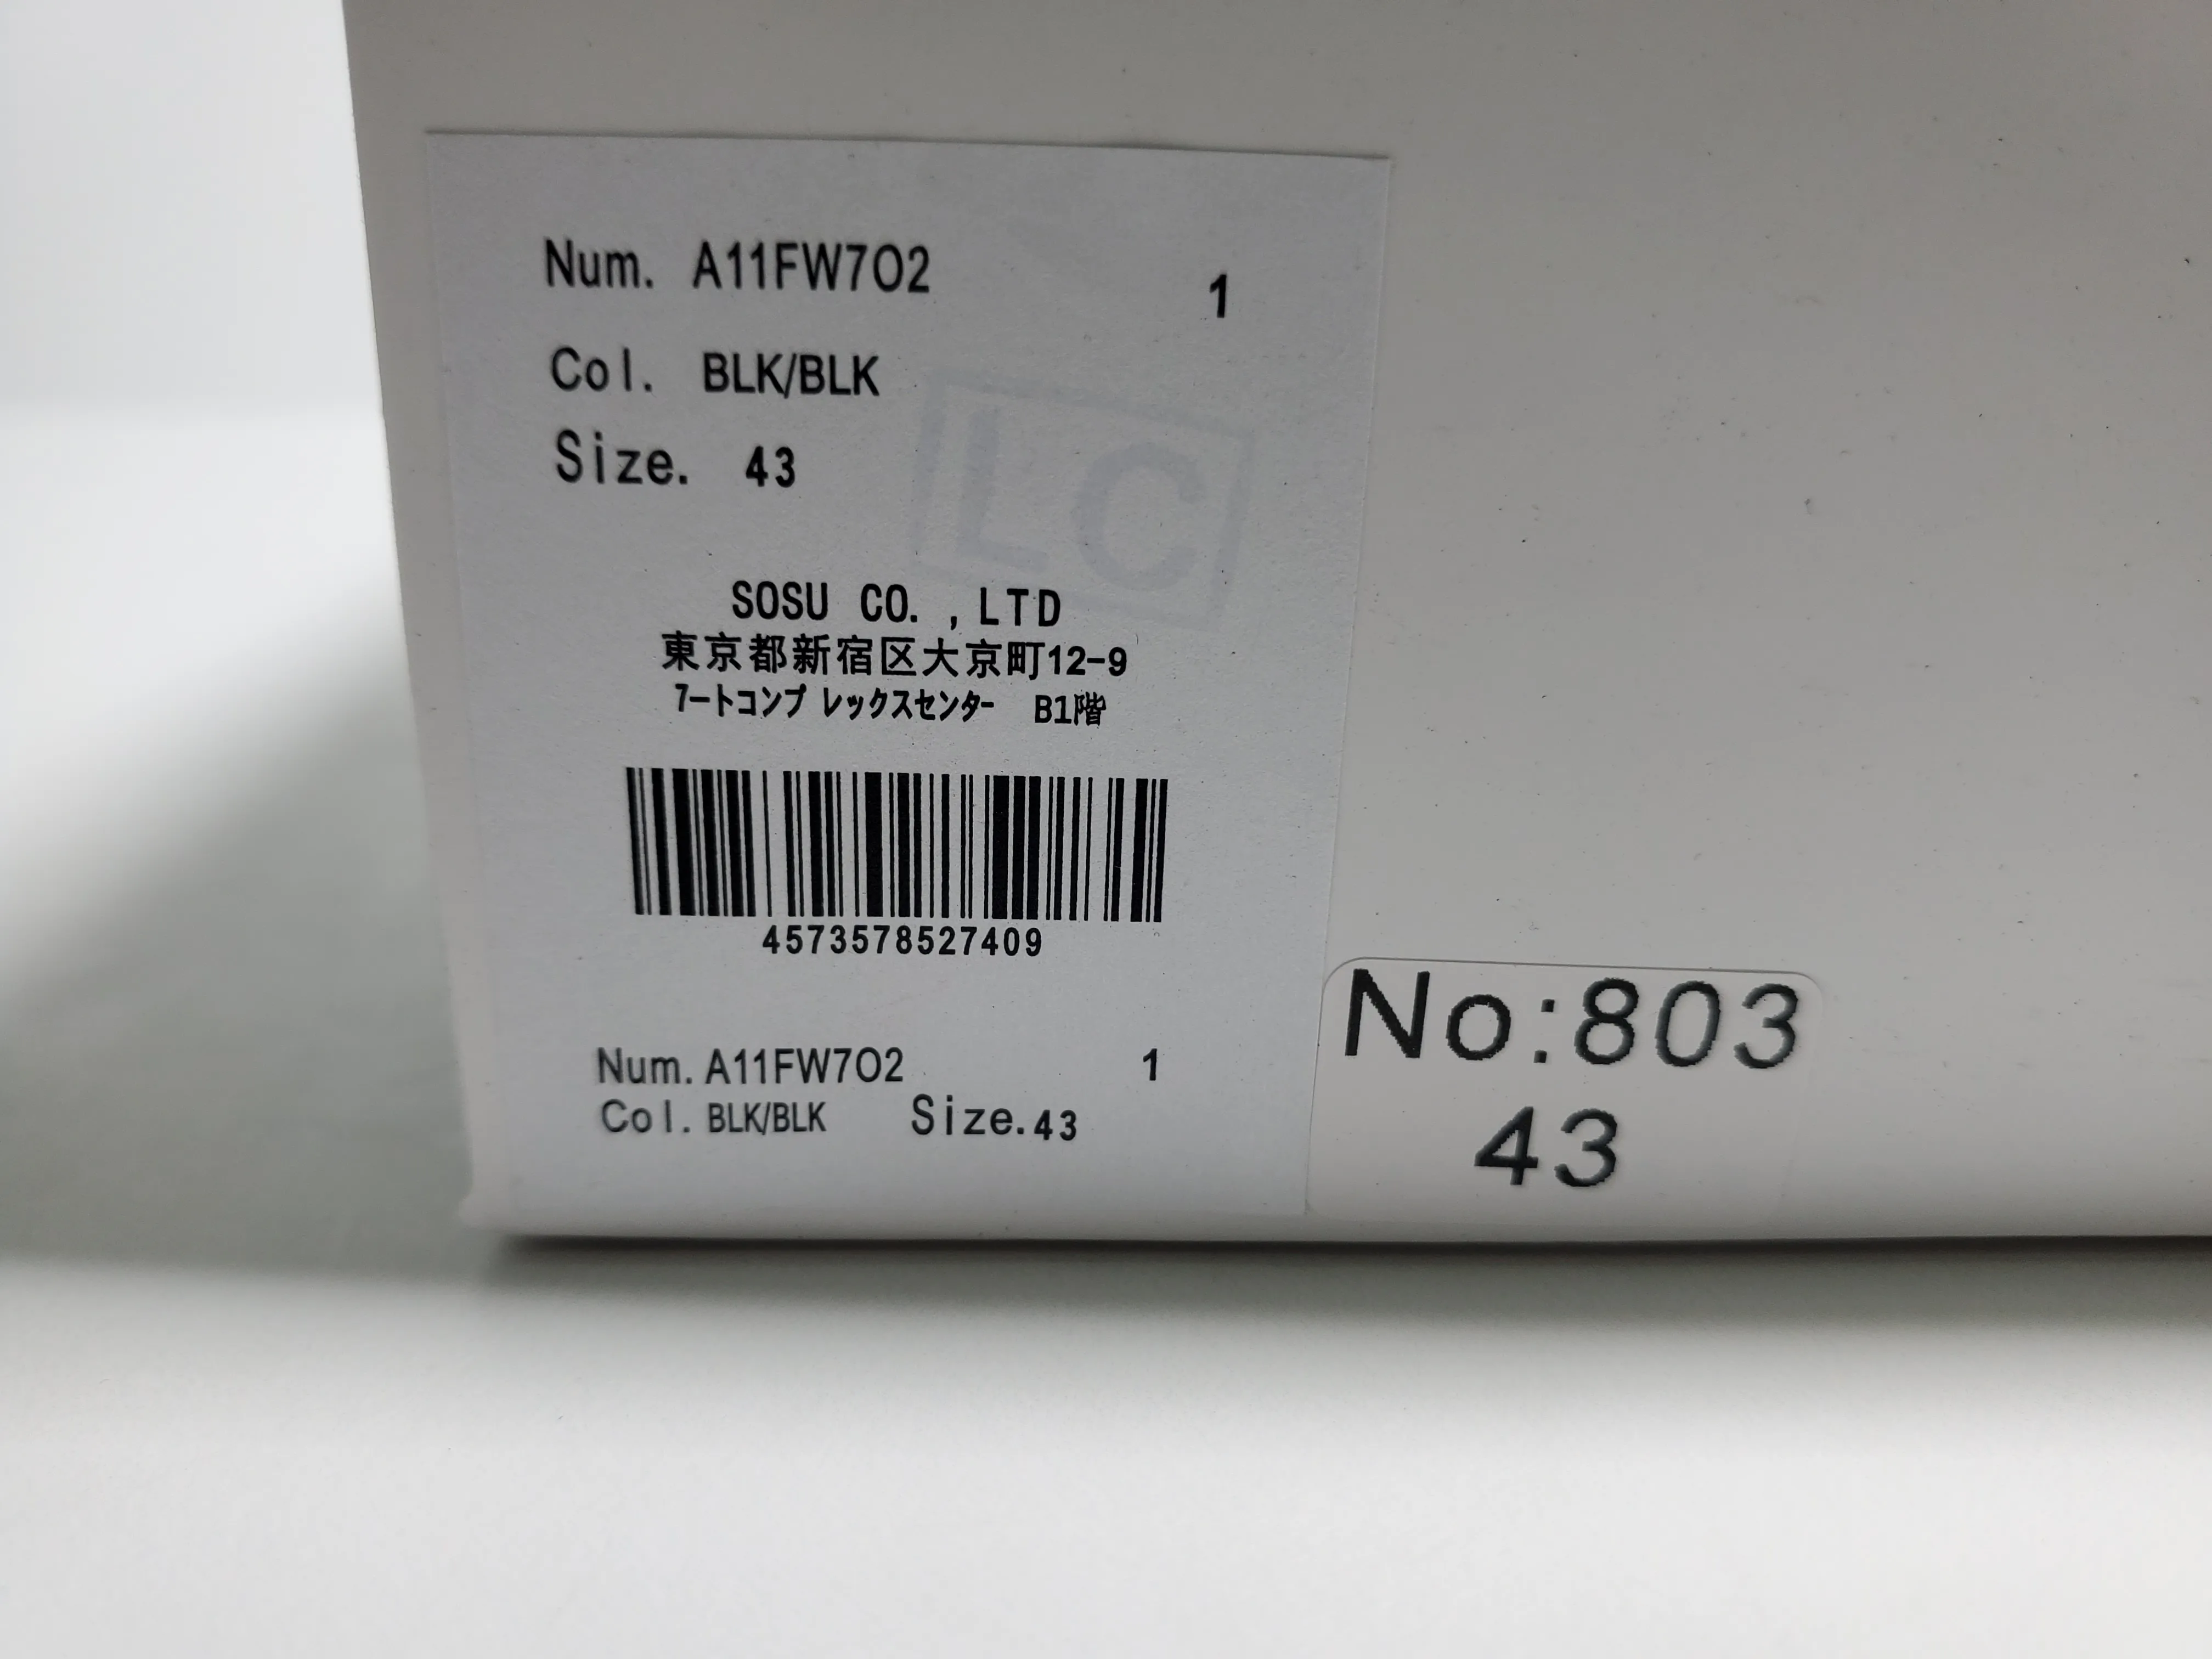 Num. A11FW7O2 1
Col. BLK/BLK
Size. 43
LC
SOSU CO. , LTD
東京都新宿区大京町12-9
7ートコンプ レックスセンター B1階
4573578527409
Num. A11FW7O2 1
Col. BLK/BLK Size. 43
No:803
43